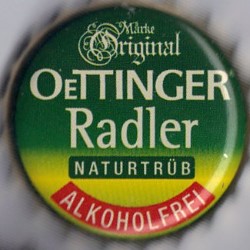 Marke
Original
OeTTINGER
Radler
NATURTRÜB
ALKOHOLFREI